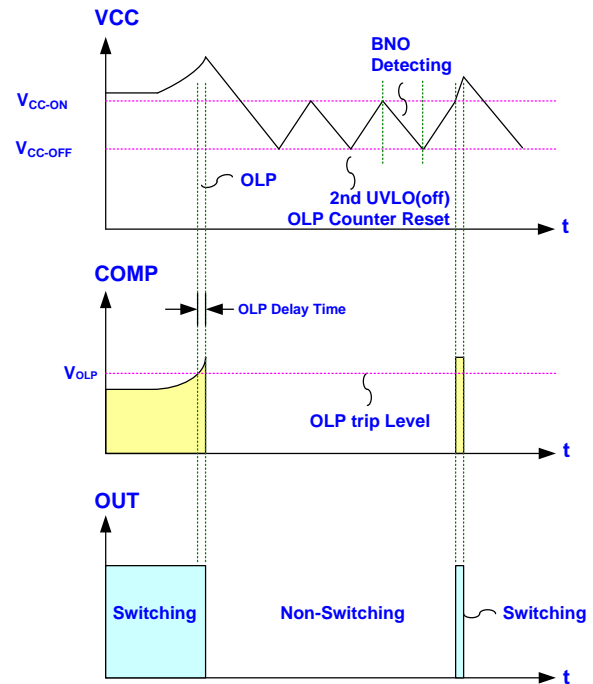 VCC
BNO
Detecting
VCC-ON
VCC-OFF
OLP
2nd UVLO(off)
OLP Counter Reset
t
COMP
OLP Delay Time
VOLP
OLP trip Level
t
OUT
Switching
Non-Switching
Switching
t